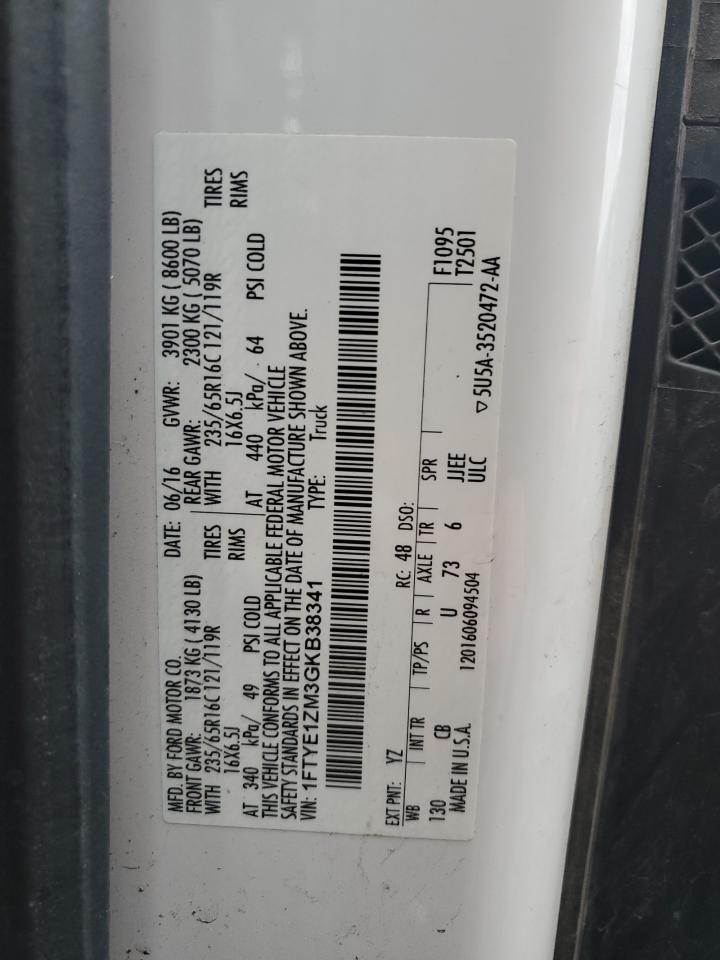 MFD. BY FORD MOTOR CO. DATE: 06/16 GVWR: 3901 KG ( 8600 LB)
FRONT GAWR: 1873 KG ( 4130 LB) REAR GAWR: 2300 KG ( 5070 LB)
WITH 235/65R16C 121/119R TIRES WITH 235/65R16C 121/119R TIRES
16X6.5J RIMS 16X6.5J RIMS
AT 340 kPa/ 49 PSI COLD AT 440 kPa/ 64 PSI COLD
THIS VEHICLE CONFORMS TO ALL APPLICABLE FEDERAL MOTOR VEHICLE
SAFETY STANDARDS IN EFFECT ON THE DATE OF MANUFACTURE SHOWN ABOVE.
VIN: 1FTYE1ZM3GKB38341 TYPE: Truck
EXT PNT: YZ RC: 48 DSO:
WB INT TR TP/PS R AXLE TR SPR F1095
130 CB U 73 6 JJEE T2501
MADE IN U.S.A. 1201606094504 ULC ▽5U5A-3520472-AA